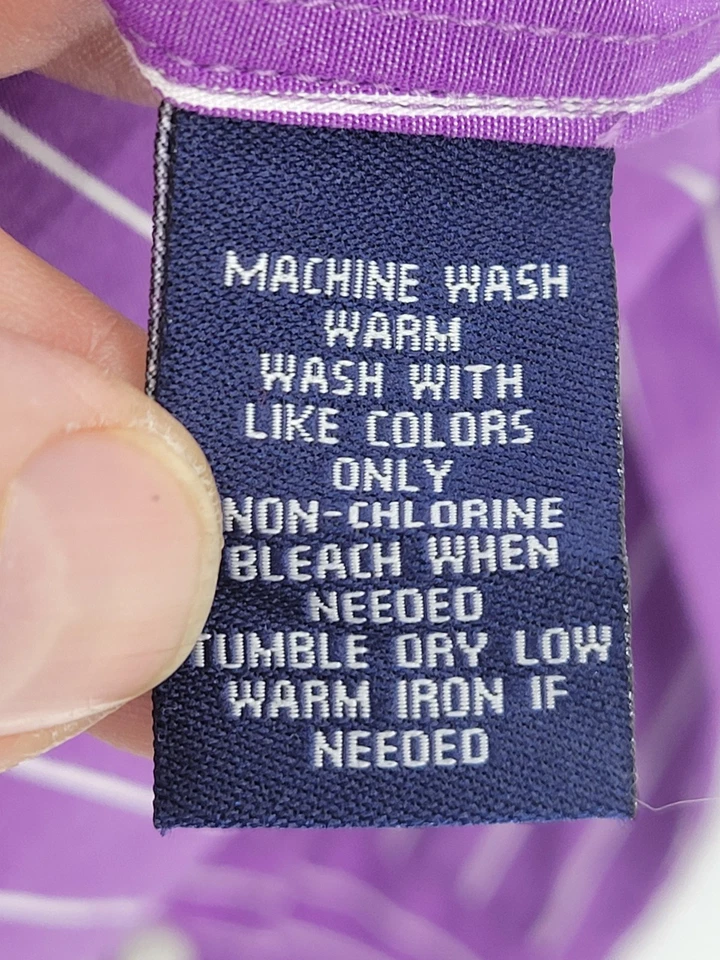 MACHINE WASH
WARM
WASH WITH
LIKE COLORS
ONLY
NON-CHLORINE
BLEACH WHEN
NEEDED
TUMBLE DRY LOW
WARM IRON IF
NEEDED